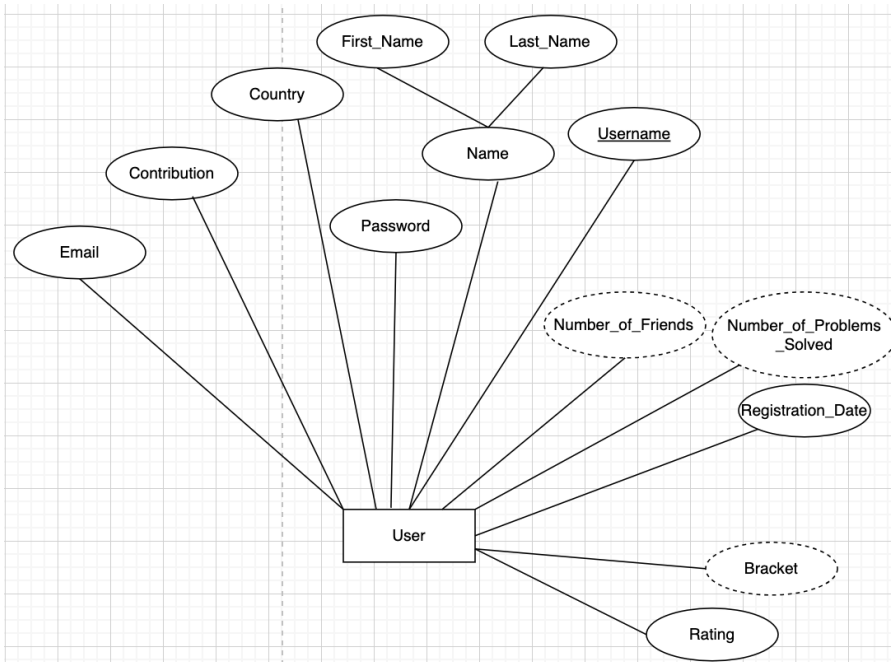 First_Name
Last_Name
Country
Name
Username
Contribution
Password
Email
Number_of_Friends
Number_of_Problems
_Solved
Registration_Date
User
Bracket
Rating